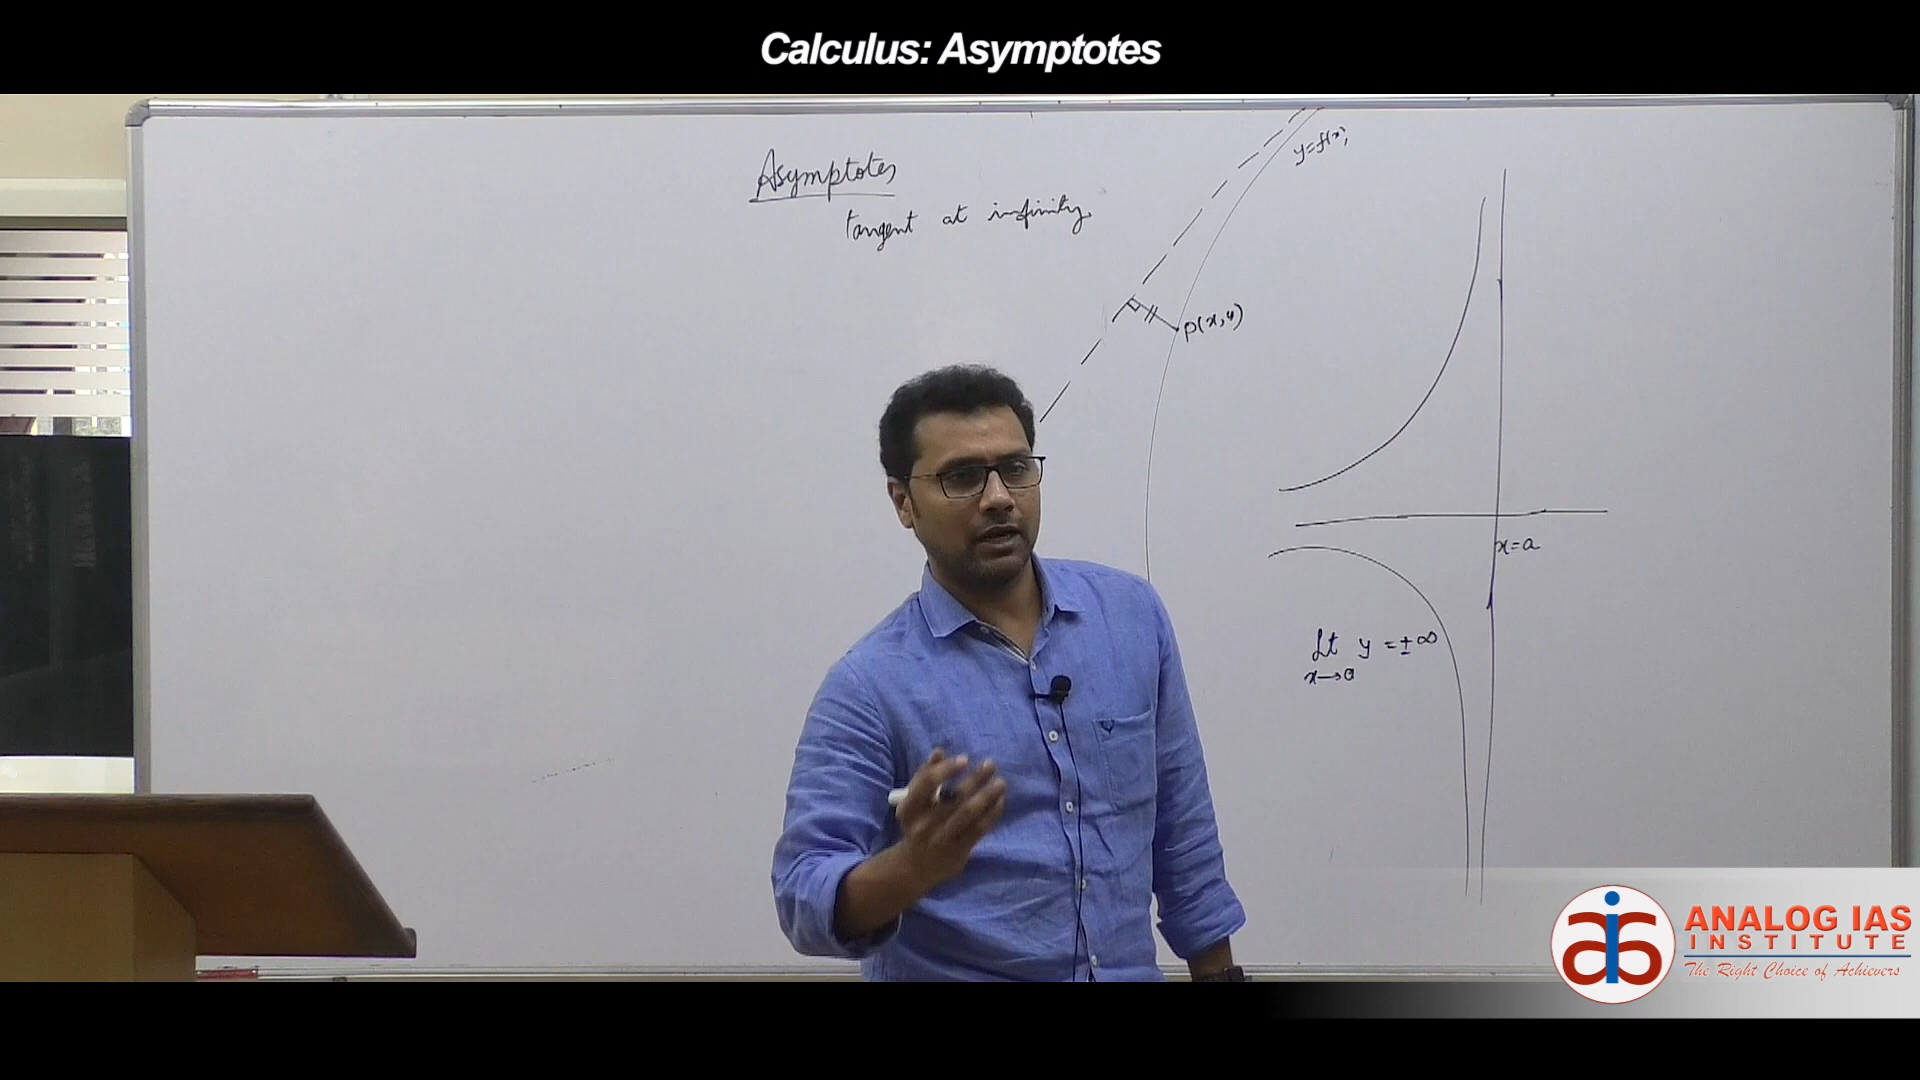 Calculus: Asymptotes
Asymptotes
tangent at infinity
y=f(x)
P(x,y)
x=a
Lt y = ±∞
x→a
ANALOG IAS
INSTITUTE
The Right Choice of Achievers